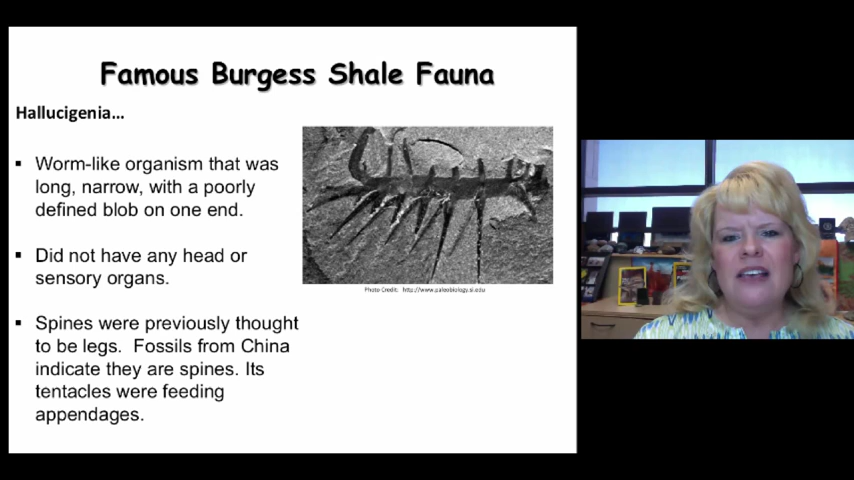 Famous Burgess Shale Fauna
Hallucigenia...
▪ Worm-like organism that was
long, narrow, with a poorly
defined blob on one end.
▪ Did not have any head or
sensory organs.
▪ Spines were previously thought
to be legs. Fossils from China
indicate they are spines. Its
tentacles were feeding
appendages.
Photo Credit: http://www.paleobiology.si.edu